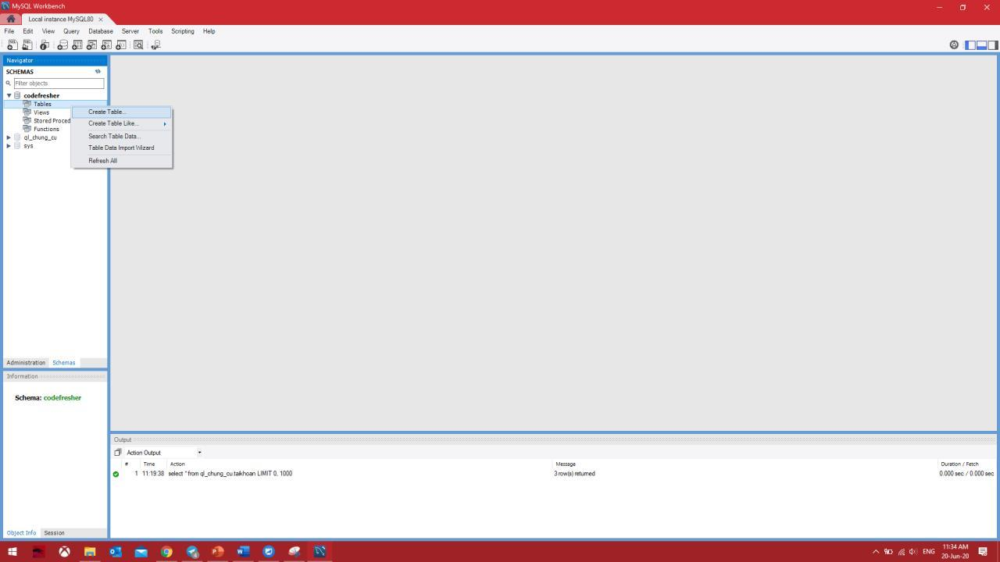 MySQL Workbench
Local instance MySQL80
File Edit View Query Database Server Tools Scripting Help
Navigator
SCHEMAS
Filter objects
codefresher
Tables
Views
Stored Proced
Functions
ql_chung_cu
sys
Create Table...
Create Table Like...
Search Table Data...
Table Data Import Wizard
Refresh All
Administration Schemas
Information
Schema: codefresher
Object Info Session
Output
Action Output
# Time Action Message Duration / Fetch
1 11:19:38 select * from ql_chung_cu.taikhoan LIMIT 0, 1000 3 row(s) returned 0.000 sec / 0.000 sec
ENG
11:34 AM
20-Jun-20